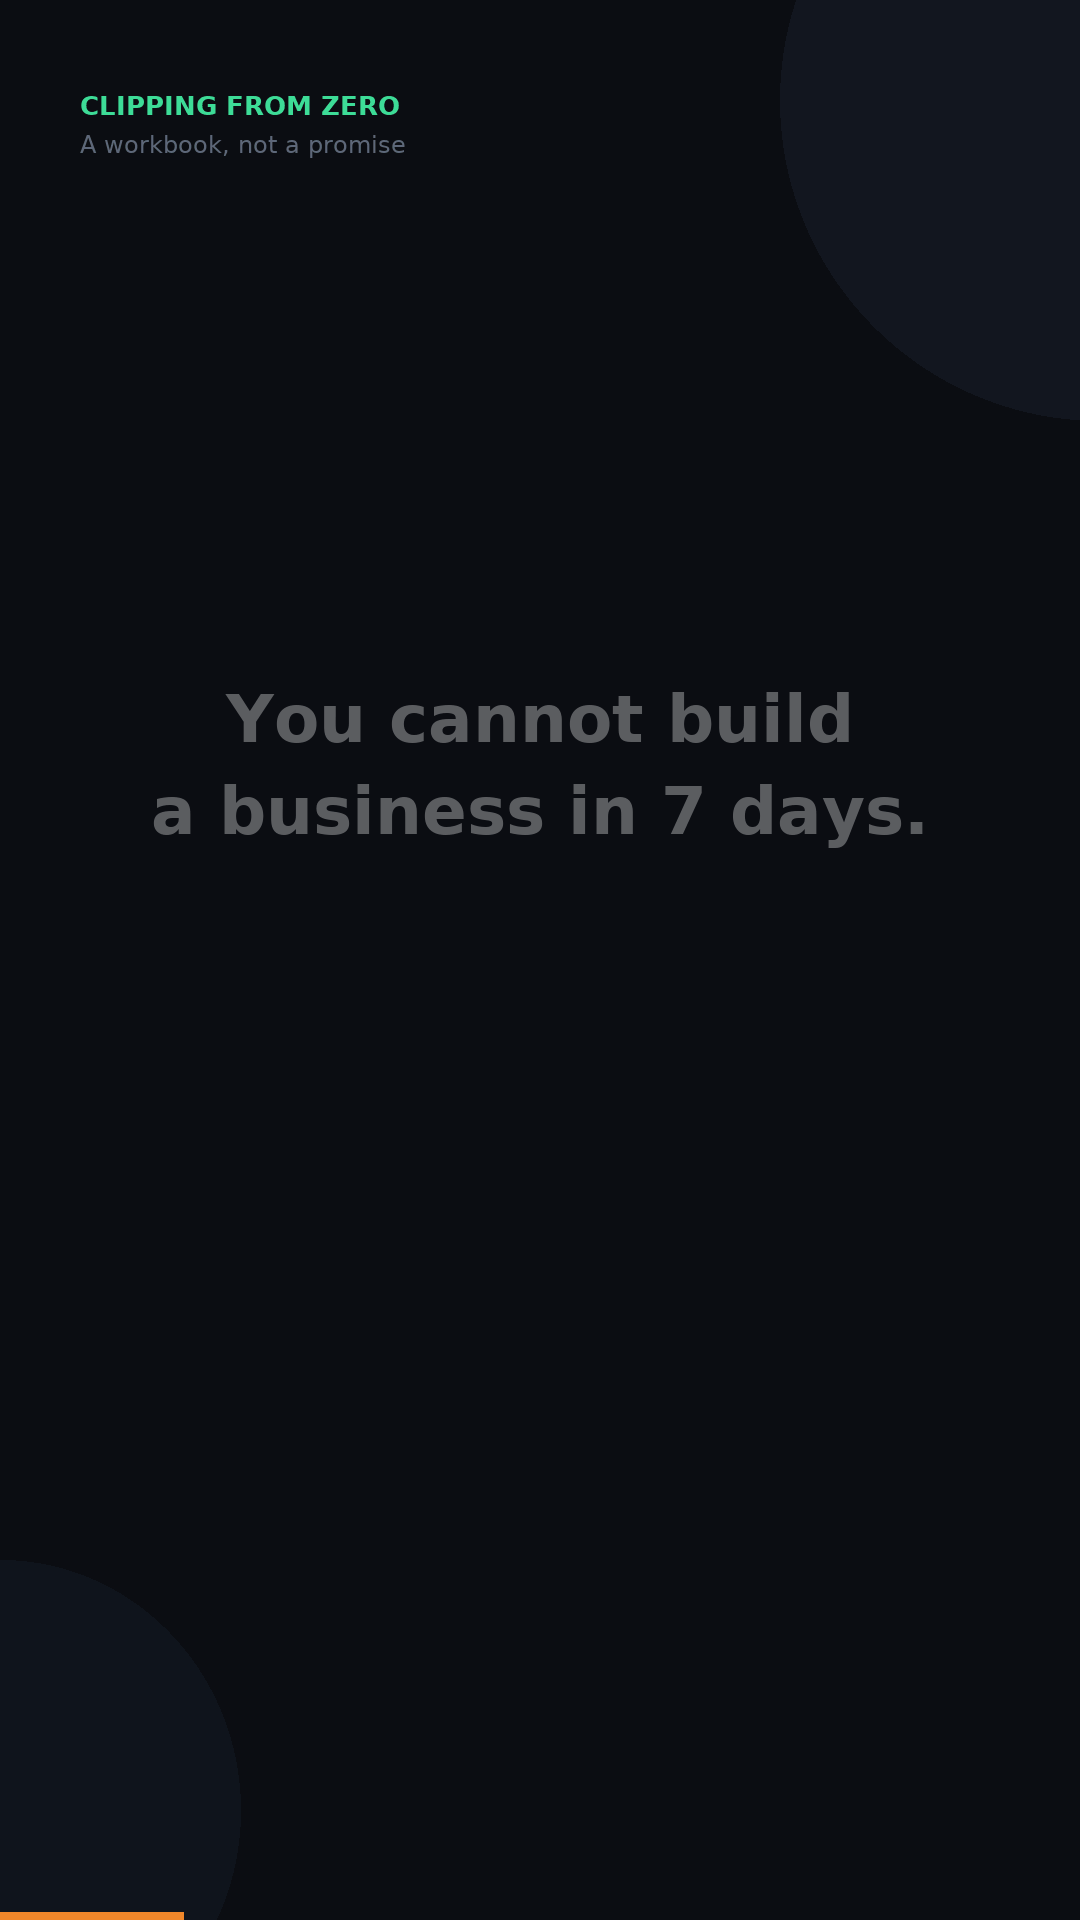 CLIPPING FROM ZERO
A workbook, not a promise
You cannot build
a business in 7 days.